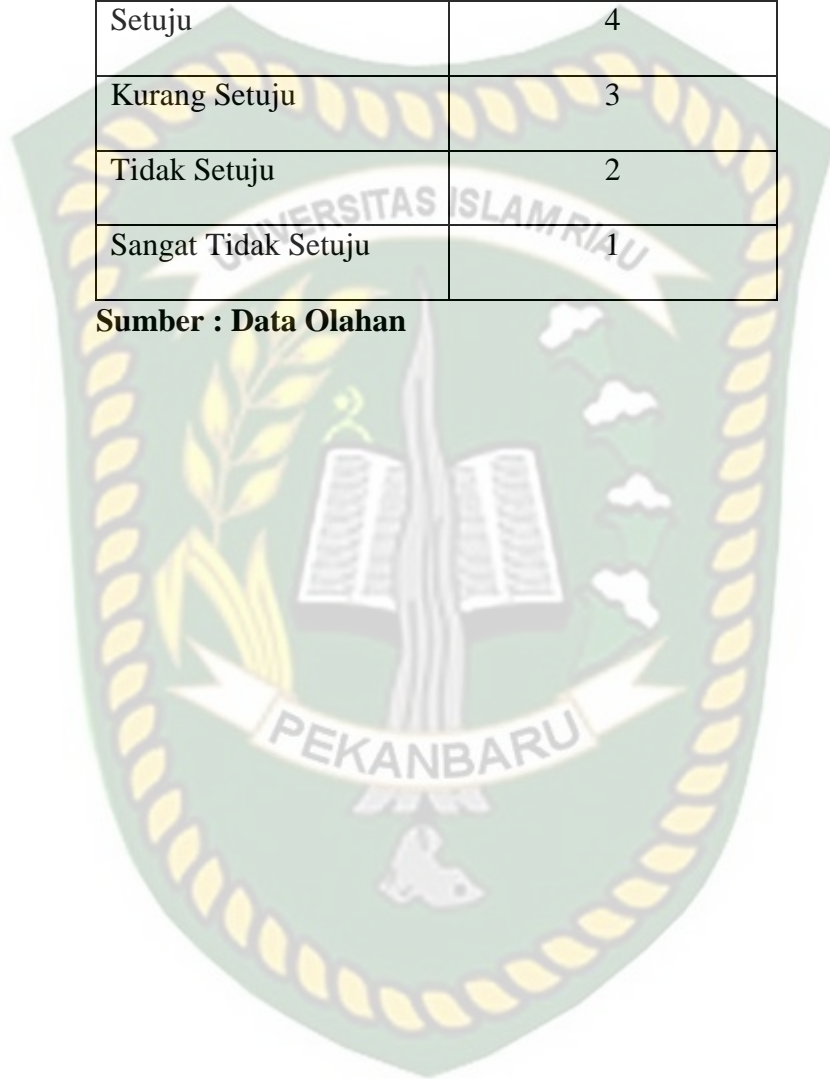 Setuju 4
Kurang Setuju 3
Tidak Setuju 2
UNIVERSITAS ISLAM RIAU
Sangat Tidak Setuju 1
Sumber : Data Olahan
PEKANBARU